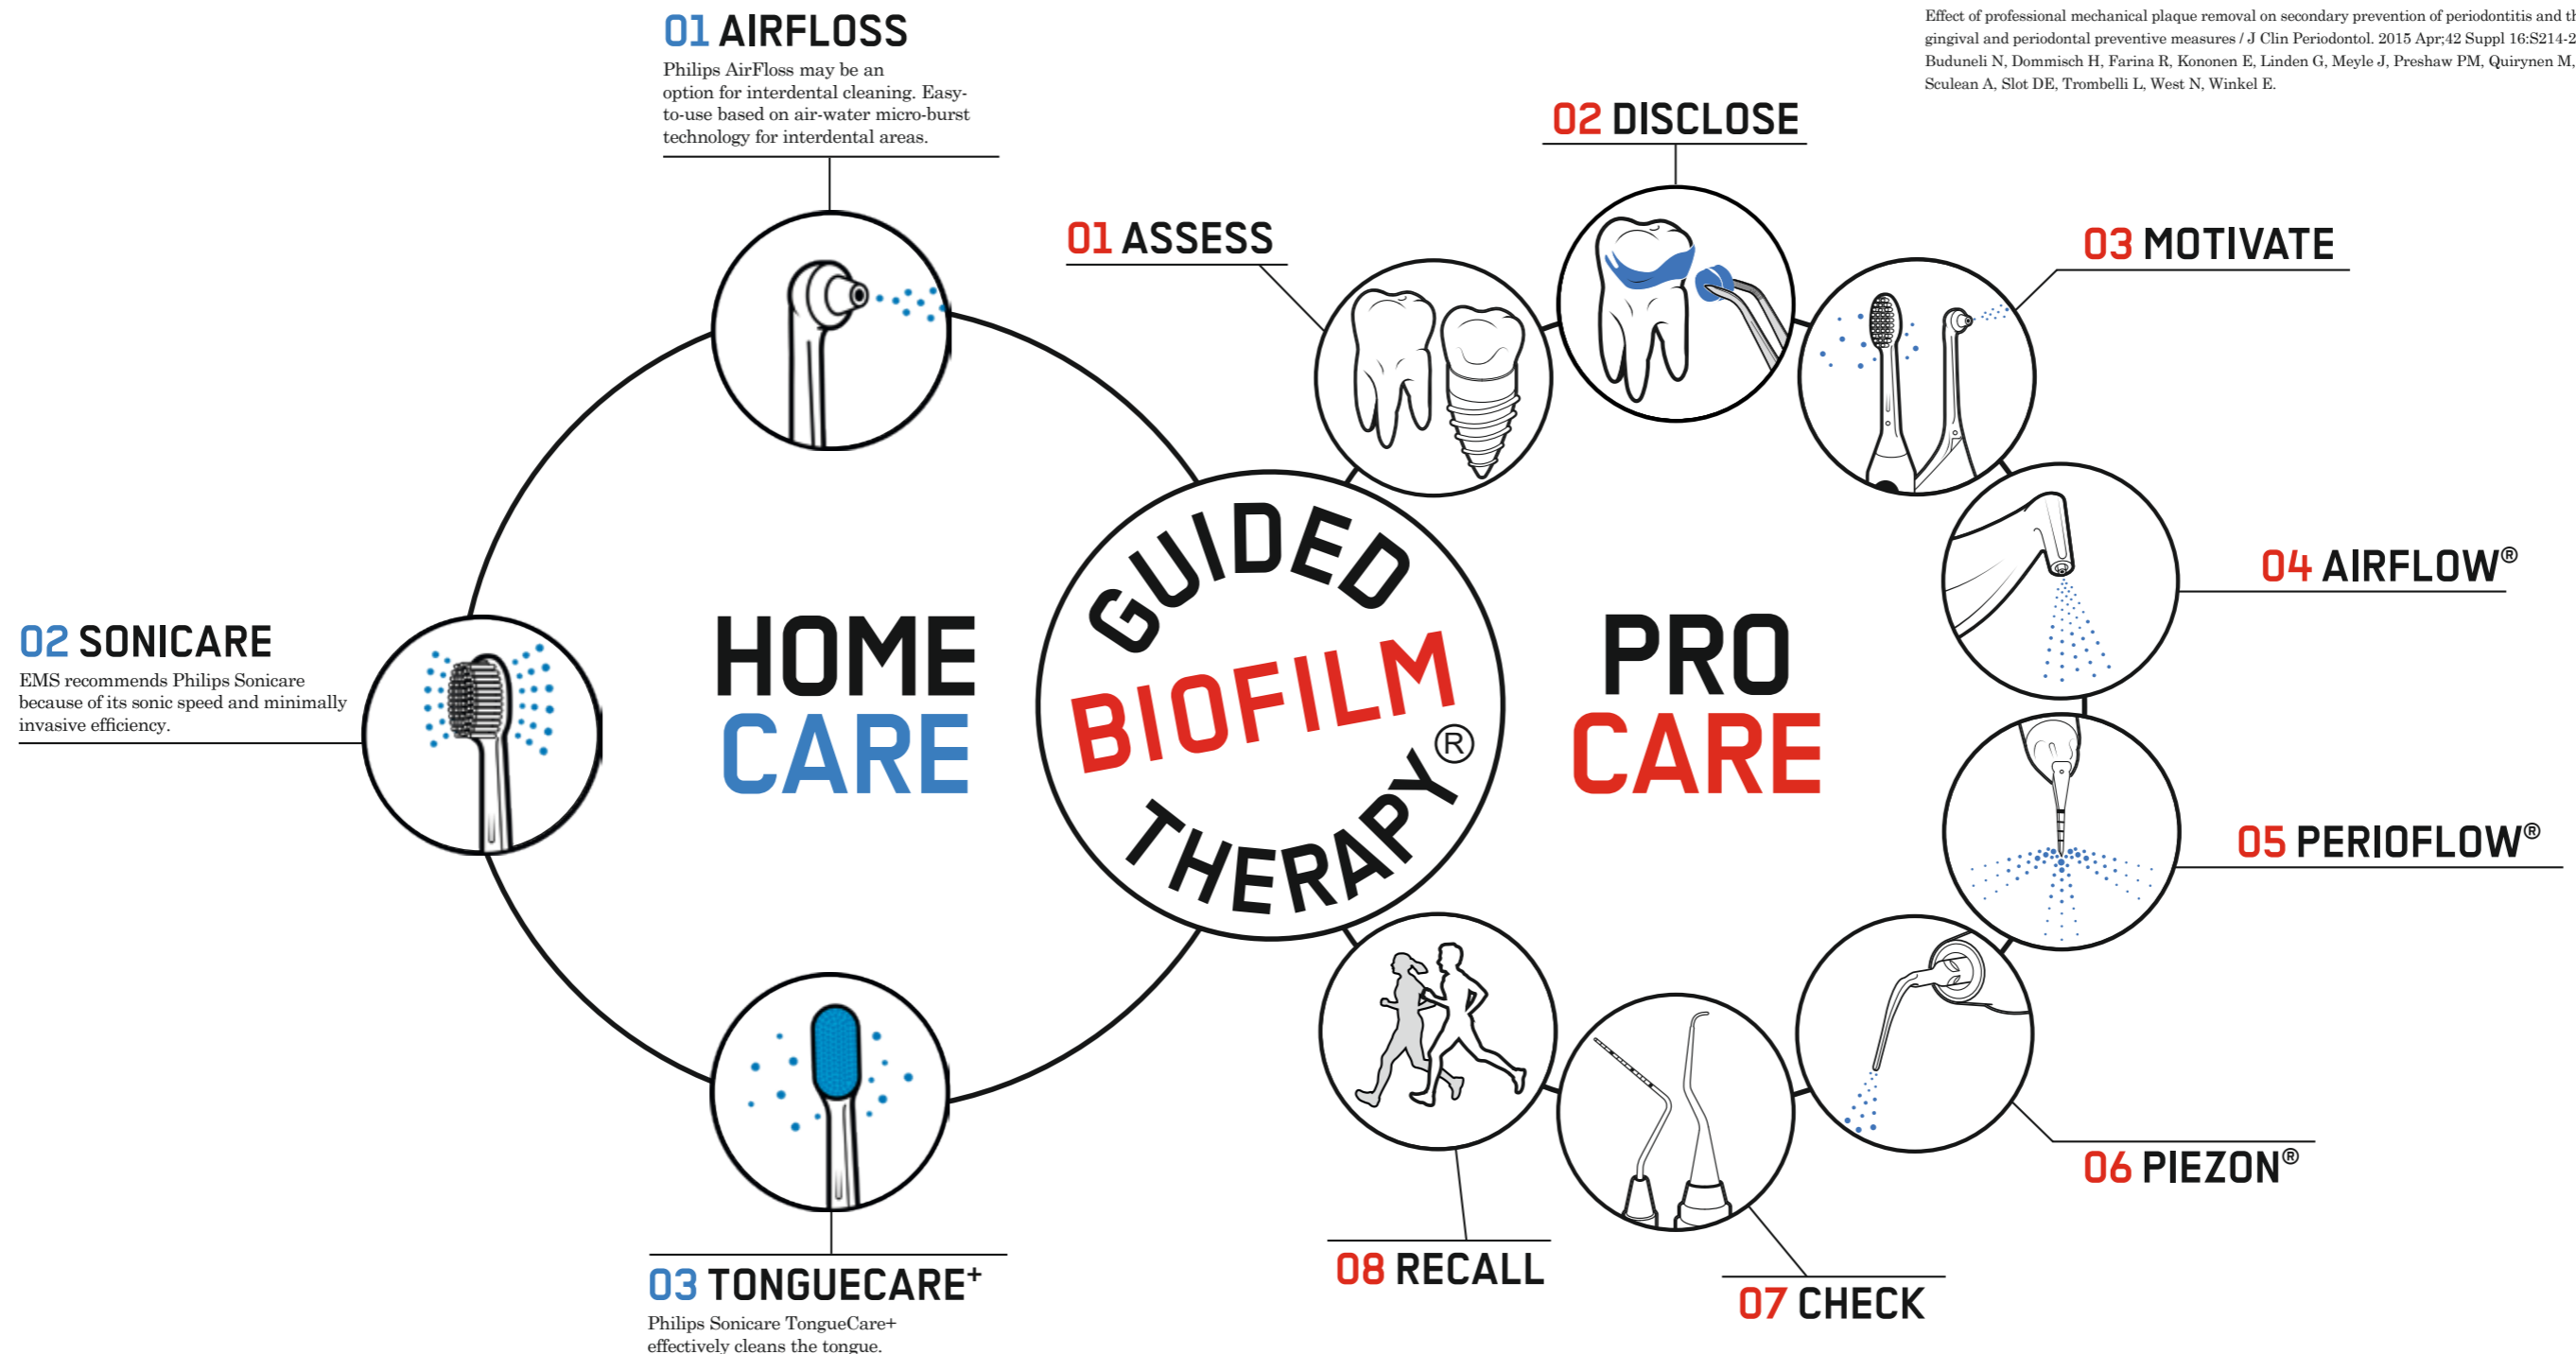 01 AIRFLOSS
Philips AirFloss may be an
option for interdental cleaning. Easy-
to-use based on air-water micro-burst
technology for interdental areas.
02 SONICARE
EMS recommends Philips Sonicare
because of its sonic speed and minimally
invasive efficiency.
03 TONGUECARE+
Philips Sonicare TongueCare+
effectively cleans the tongue.
HOME
CARE
GUIDED
BIOFILM
THERAPY®
PRO
CARE
01 ASSESS
02 DISCLOSE
03 MOTIVATE
04 AIRFLOW®
05 PERIOFLOW®
06 PIEZON®
07 CHECK
08 RECALL
Effect of professional mechanical plaque removal on secondary prevention of periodontitis and
gingival and periodontal preventive measures / J Clin Periodontol. 2015 Apr;42 Suppl 16:S214-2
Buduneli N, Dommisch H, Farina R, Kononen E, Linden G, Meyle J, Preshaw PM, Quirynen M,
Sculean A, Slot DE, Trombelli L, West N, Winkel E.